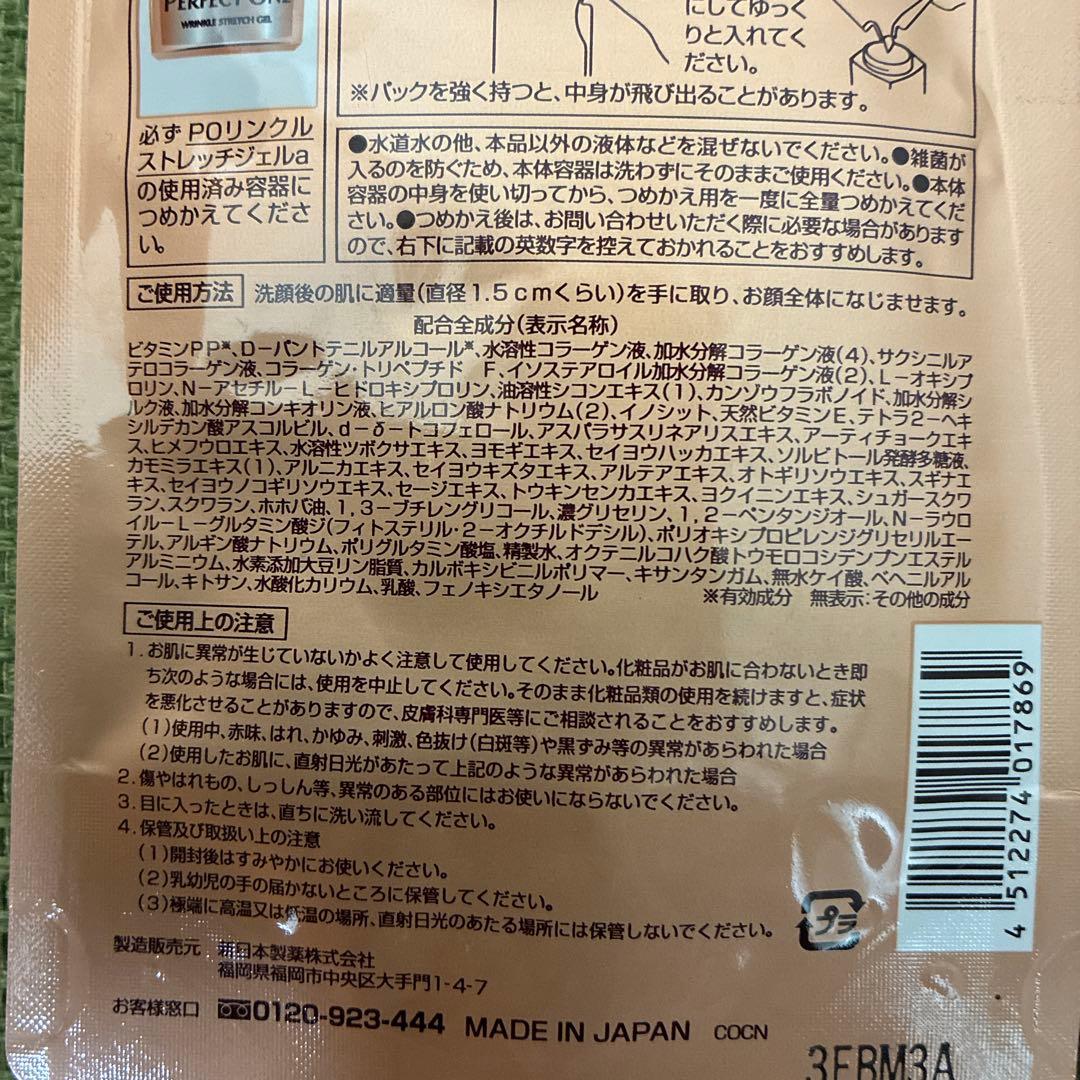 PERFECT ONE
WRINKLE STRETCH GEL
必ずPOリンクル
ストレッチジェルa
の使用済み容器に
つめかえてくださ
い。
にしてゆっく
りと入れてく
ださい。
※パックを強く持つと、中身が飛び出ることがあります。
●水道水の他、本品以外の液体などを混ぜないでください。●雑菌が
入るのを防ぐため、本体容器は洗わずにそのままご使用ください。●本体
容器の中身を使い切ってから、つめかえ用を一度に全量つめかえてくだ
さい。●つめかえ後は、お問い合わせいただく際に必要な場合があります
ので、右下に記載の英数字を控えておかれることをおすすめします。
ご使用方法 洗顔後の肌に適量(直径1.5cmくらい)を手に取り、お顔全体になじませます。
配合全成分(表示名称)
ビタミンPP※、D-パントテニルアルコール※、水溶性コラーゲン液、加水分解コラーゲン液(4)、サクシニルア
テロコラーゲン液、コラーゲン・トリペプチド F、イソステアロイル加水分解コラーゲン液(2)、L-オキシプ
ロリン、N-アセチル-L-ヒドロキシプロリン、油溶性シコンエキス(1)、カンゾウフラボノイド、加水分解シ
ルク液、加水分解コンキオリン液、ヒアルロン酸ナトリウム(2)、イノシット、天然ビタミンE、テトラ2-ヘキ
シルデカン酸アスコルビル、d-δ-トコフェロール、アスパラサスリネアリスエキス、アーティチョークエキ
ス、ヒメフウロエキス、水溶性ツボクサエキス、ヨモギエキス、セイヨウハッカエキス、ソルビトール発酵多糖液、
カモミラエキス(1)、アルニカエキス、セイヨウキズタエキス、アルテアエキス、オトギリソウエキス、スギナエ
キス、セイヨウノコギリソウエキス、セージエキス、トウキンセンカエキス、ヨクイニンエキス、シュガースクワ
ラン、スクワラン、ホホバ油、1,3-ブチレングリコール、濃グリセリン、1,2-ペンタンジオール、N-ラウロ
イル-L-グルタミン酸ジ(フィトステリル・2-オクチルドデシル)、ポリオキシプロピレンジグリセリルエー
テル、アルギン酸ナトリウム、ポリグルタミン酸塩、精製水、オクテニルコハク酸トウモロコシデンプンエステル
アルミニウム、水素添加大豆リン脂質、カルボキシビニルポリマー、キサンタンガム、無水ケイ酸、ベヘニルアル
コール、キトサン、水酸化カリウム、乳酸、フェノキシエタノール ※有効成分 無表示:その他の成分
ご使用上の注意
1.お肌に異常が生じていないかよく注意して使用してください。化粧品がお肌に合わないとき即
ち次のような場合には、使用を中止してください。そのまま化粧品類の使用を続けますと、症状
を悪化させることがありますので、皮膚科専門医等にご相談されることをおすすめします。
(1)使用中、赤味、はれ、かゆみ、刺激、色抜け(白斑等)や黒ずみ等の異常があらわれた場合
(2)使用したお肌に、直射日光があたって上記のような異常があらわれた場合
2.傷やはれもの、しっしん等、異常のある部位にはお使いにならないでください。
3.目に入ったときは、直ちに洗い流してください。
4.保管及び取扱い上の注意
(1)開封後はすみやかにお使いください。
(2)乳幼児の手の届かないところに保管してください。
(3)極端に高温又は低温の場所、直射日光のあたる場所には保管しないでください。
プラ
4512274017869
製造販売元 新日本製薬株式会社
福岡県福岡市中央区大手門1-4-7
お客様窓口 0120-923-444 MADE IN JAPAN COCN
3FBM3A